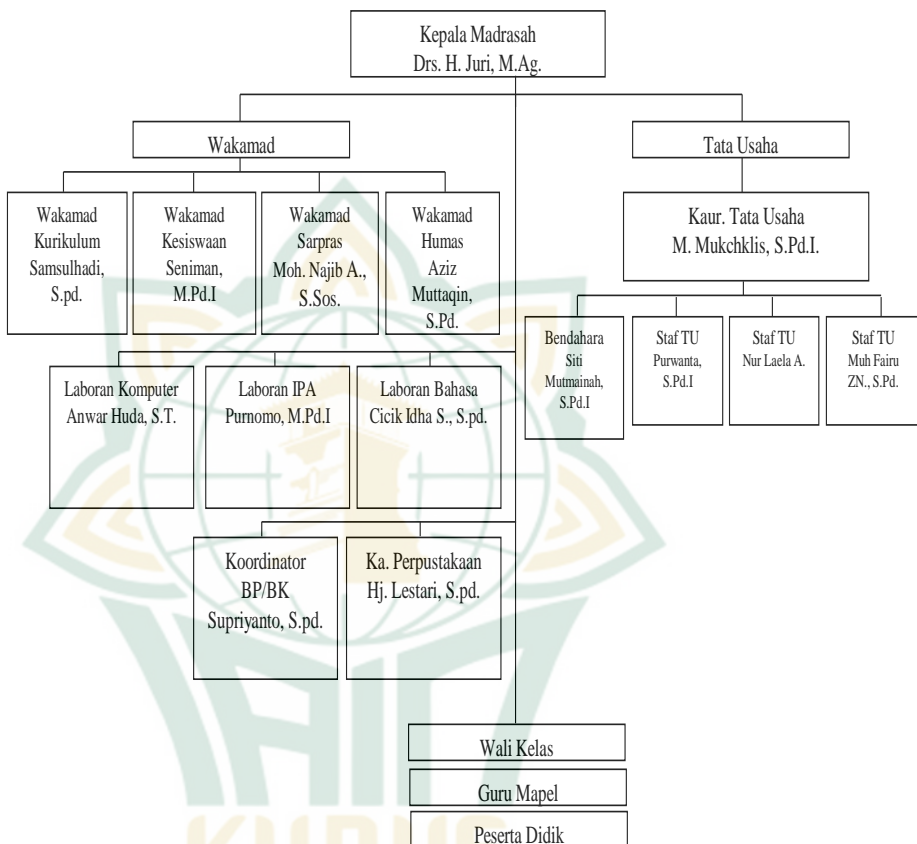 Kepala Madrasah
Drs. H. Juri, M.Ag.
Wakamad
Tata Usaha
Wakamad
Kurikulum
Samsulhadi,
S.pd.
Wakamad
Kesiswaan
Seniman,
M.Pd.I
Wakamad
Sarpras
Moh. Najib A.,
S.Sos.
Wakamad
Humas
Aziz
Muttaqin,
S.Pd.
Kaur. Tata Usaha
M. Mukchklis, S.Pd.I.
Bendahara
Siti
Mutmainah,
S.Pd.I
Staf TU
Purwanta,
S.Pd.I
Staf TU
Nur Laela A.
Staf TU
Muh Fairu
ZN., S.Pd.
Laboran Komputer
Anwar Huda, S.T.
Laboran IPA
Purnomo, M.Pd.I
Laboran Bahasa
Cicik Idha S., S.pd.
Koordinator
BP/BK
Supriyanto, S.pd.
Ka. Perpustakaan
Hj. Lestari, S.pd.
Wali Kelas
Guru Mapel
Peserta Didik
IAIN
KUDUS